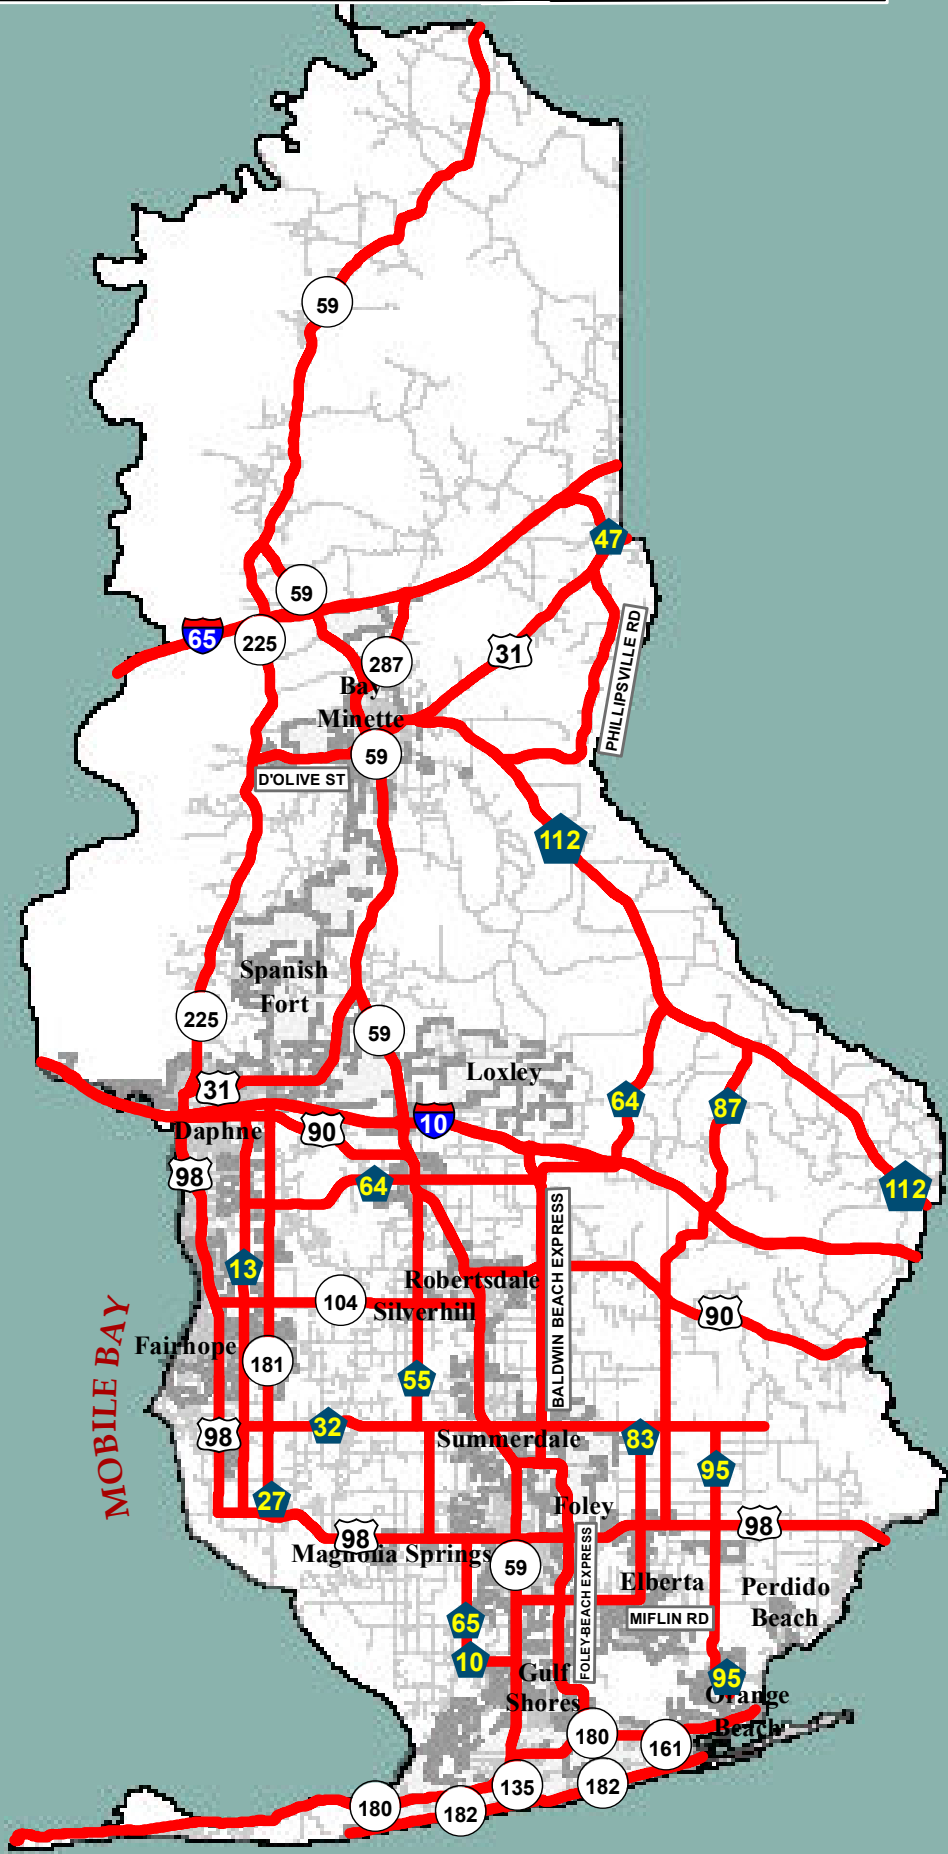 59
47
59
65
225
31
287
PHILLIPSVILLE RD
Bay
Minette
59
D'OLIVE ST
112
Spanish
Fort
225
59
Loxley
31
64
87
10
90
Daphne
98
64
112
BALDWIN BEACH EXPRESS
13
Robertsdale
104
Silverhill
90
MOBILE BAY
Fairhope
181
55
32
98
Summerdale
83
95
27
Foley
98
98
Magnolia Springs
59
FOLEY-BEACH EXPRESS
Elberta
Perdido
Beach
65
MIFLIN RD
10
Gulf
Shores
95
Orange
Beach
180
161
135
182
180
182